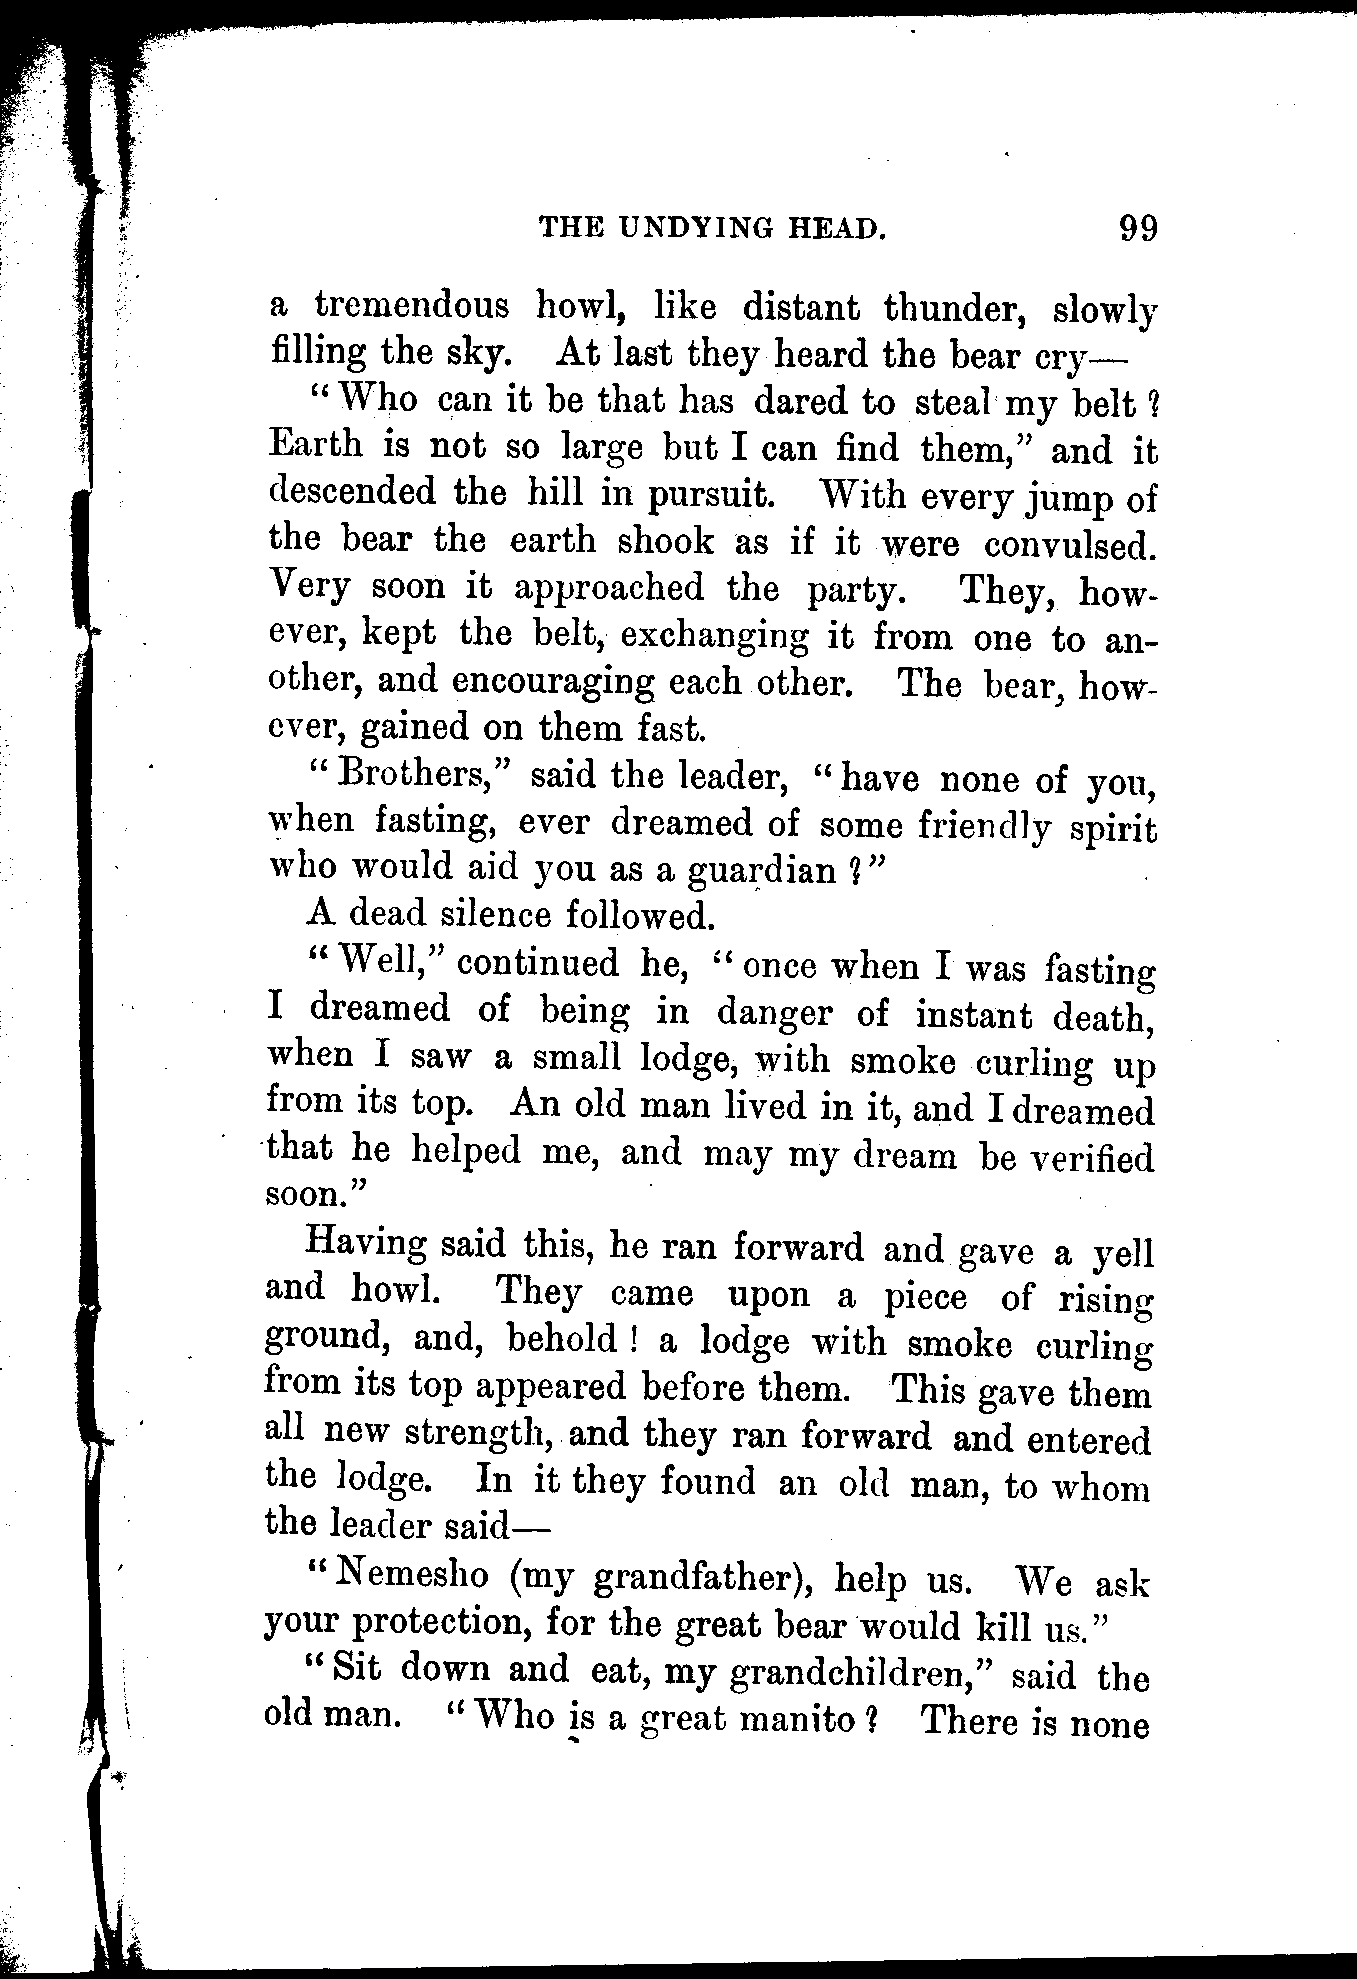 THE UNDYING HEAD. 99
a tremendous howl, like distant thunder, slowly
filling the sky. At last they heard the bear cry—
“Who can it be that has dared to steal my belt?
Earth is not so large but I can find them,” and it
descended the hill in pursuit. With every jump of
the bear the earth shook as if it were convulsed.
Very soon it approached the party. They, how-
ever, kept the belt, exchanging it from one to an-
other, and encouraging each other. The bear, how-
ever, gained on them fast.
“Brothers,” said the leader, “have none of you,
when fasting, ever dreamed of some friendly spirit
who would aid you as a guardian?”
A dead silence followed.
“Well,” continued he, “once when I was fasting
I dreamed of being in danger of instant death,
when I saw a small lodge, with smoke curling up
from its top. An old man lived in it, and I dreamed
that he helped me, and may my dream be verified
soon.”
Having said this, he ran forward and gave a yell
and howl. They came upon a piece of rising
ground, and, behold! a lodge with smoke curling
from its top appeared before them. This gave them
all new strength, and they ran forward and entered
the lodge. In it they found an old man, to whom
the leader said—
“Nemesho (my grandfather), help us. We ask
your protection, for the great bear would kill us.”
“Sit down and eat, my grandchildren,” said the
old man. “Who is a great manito? There is none